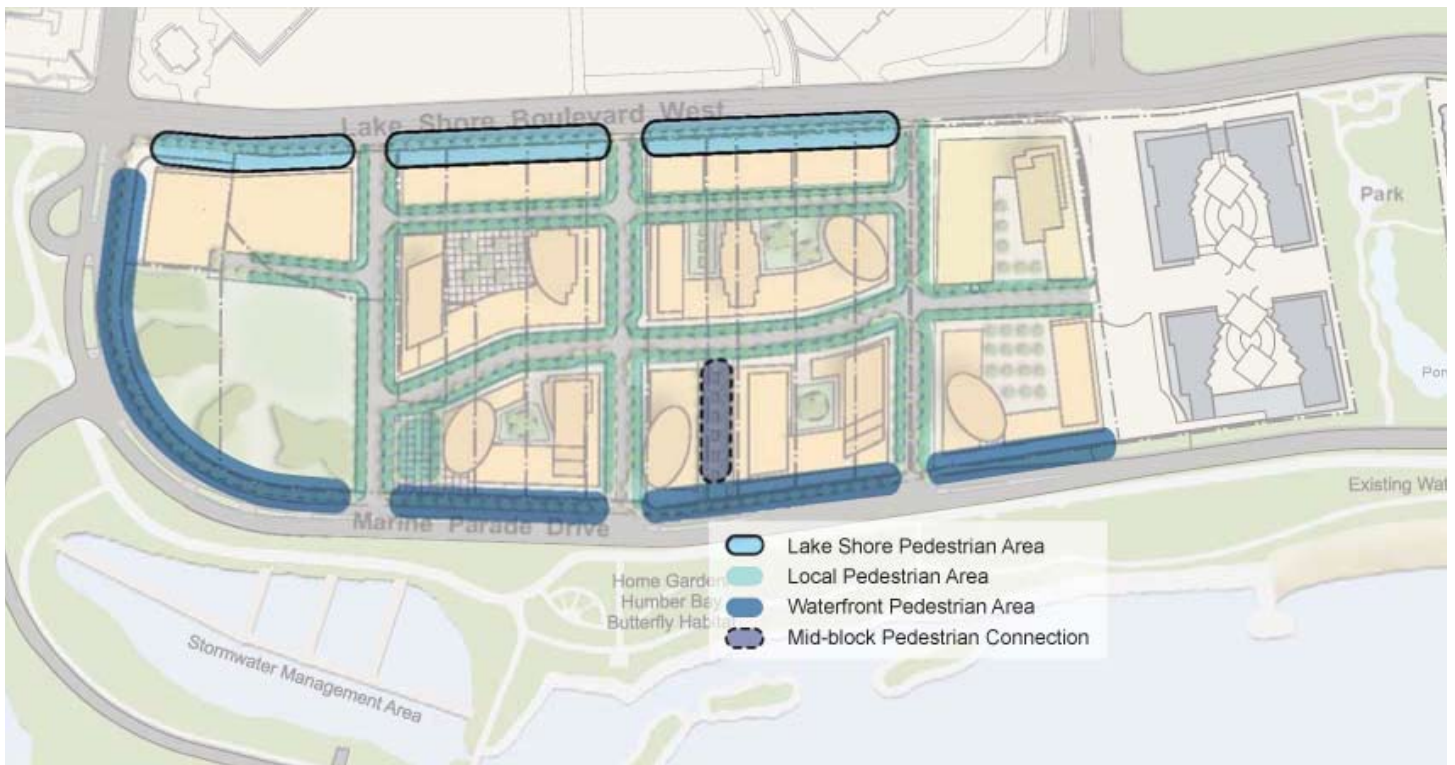 Lake Shore Boulevard West
Park
Marine Parade Drive
Lake Shore Pedestrian Area
Local Pedestrian Area
Waterfront Pedestrian Area
Mid-block Pedestrian Connection
Home Garden
Humber Bay
Butterfly Habitat
Stormwater Management Area
Existing